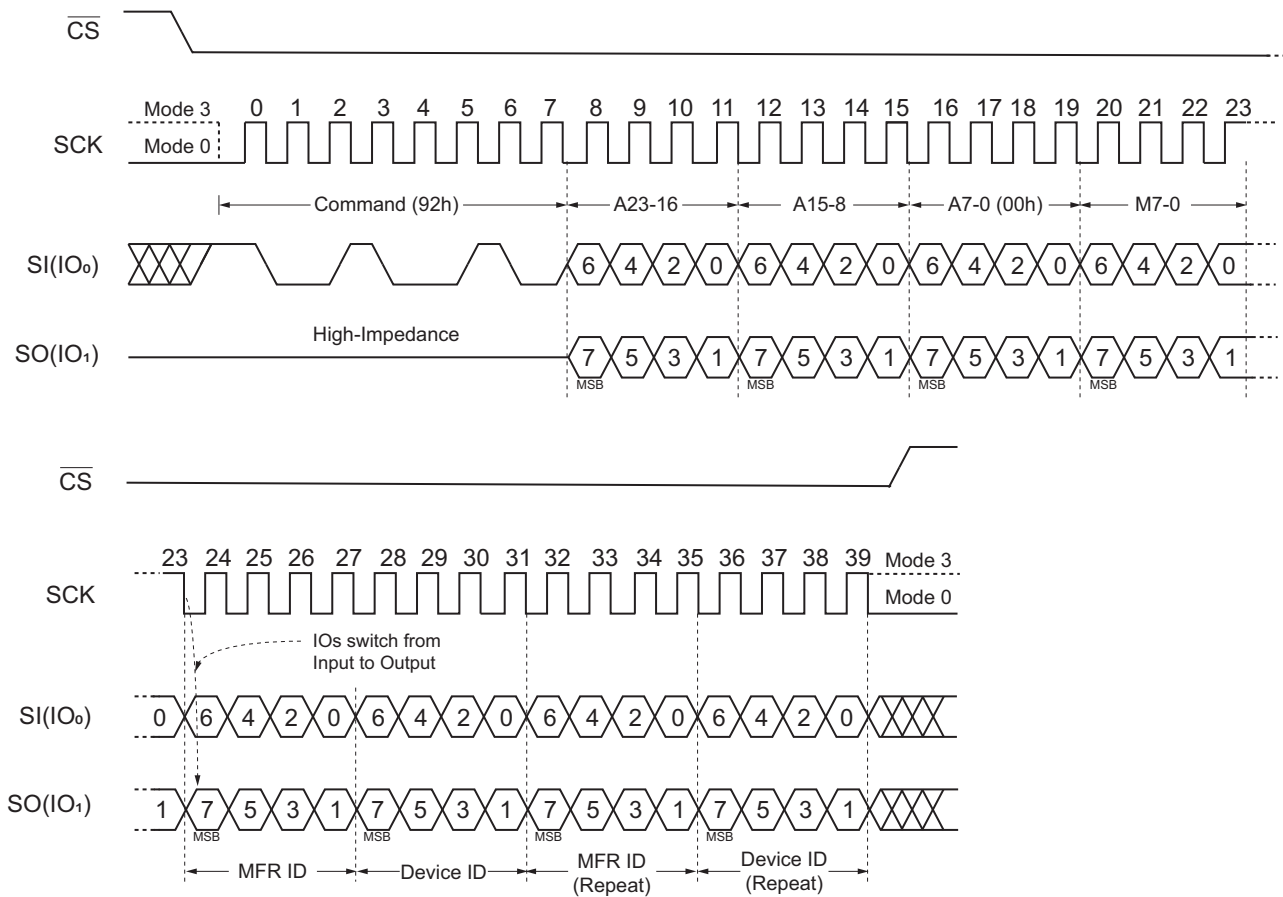 CS
Mode 3 0 1 2 3 4 5 6 7 8 9 10 11 12 13 14 15 16 17 18 19 20 21 22 23
SCK Mode 0
Command (92h) A23-16 A15-8 A7-0 (00h) M7-0
SI(IO₀) 6 4 2 0 6 4 2 0 6 4 2 0 6 4 2 0
High-Impedance
SO(IO₁) 7 5 3 1 7 5 3 1 7 5 3 1 7 5 3 1
MSB MSB MSB MSB
CS
23 24 25 26 27 28 29 30 31 32 33 34 35 36 37 38 39 Mode 3
SCK Mode 0
IOs switch from
Input to Output
SI(IO₀) 0 6 4 2 0 6 4 2 0 6 4 2 0 6 4 2 0
SO(IO₁) 1 7 5 3 1 7 5 3 1 7 5 3 1 7 5 3 1
MSB MSB MSB MSB
MFR ID Device ID MFR ID (Repeat) Device ID (Repeat)